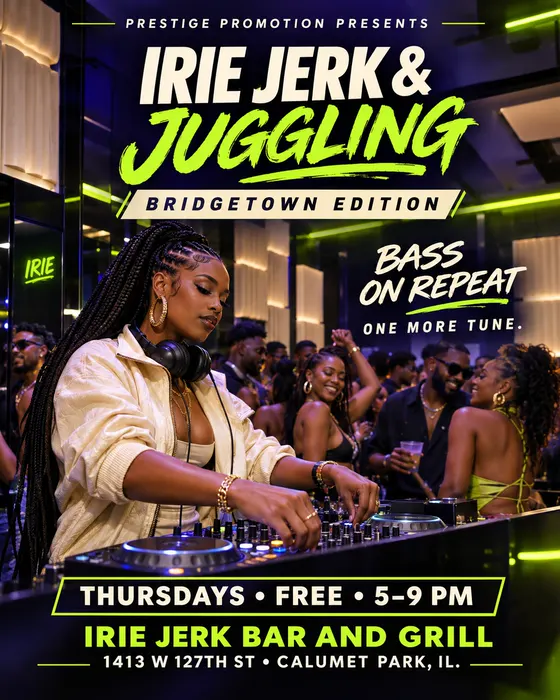 PRESTIGE PROMOTION PRESENTS
IRIE JERK &
JUGGLING
BRIDGETOWN EDITION
IRIE
BASS
ON REPEAT
ONE MORE TUNE.
THURSDAYS • FREE • 5–9 PM
IRIE JERK BAR AND GRILL
1413 W 127TH ST • CALUMET PARK, IL.